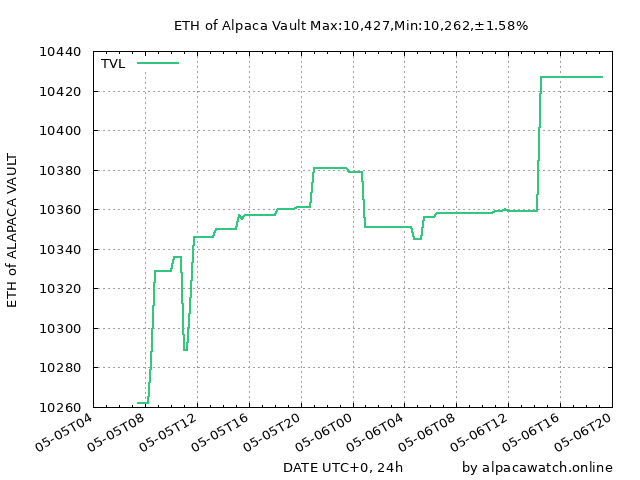 ETH of Alpaca Vault Max:10,427,Min:10,262,±1.58%
TVL
10440
10420
10400
10380
10360
10340
10320
10300
10280
10260
ETH of ALAPACA VAULT
05-05T04
05-05T08
05-05T12
05-05T16
05-05T20
05-06T00
05-06T04
05-06T08
05-06T12
05-06T16
05-06T20
DATE UTC+0, 24h
by alpacawatch.online